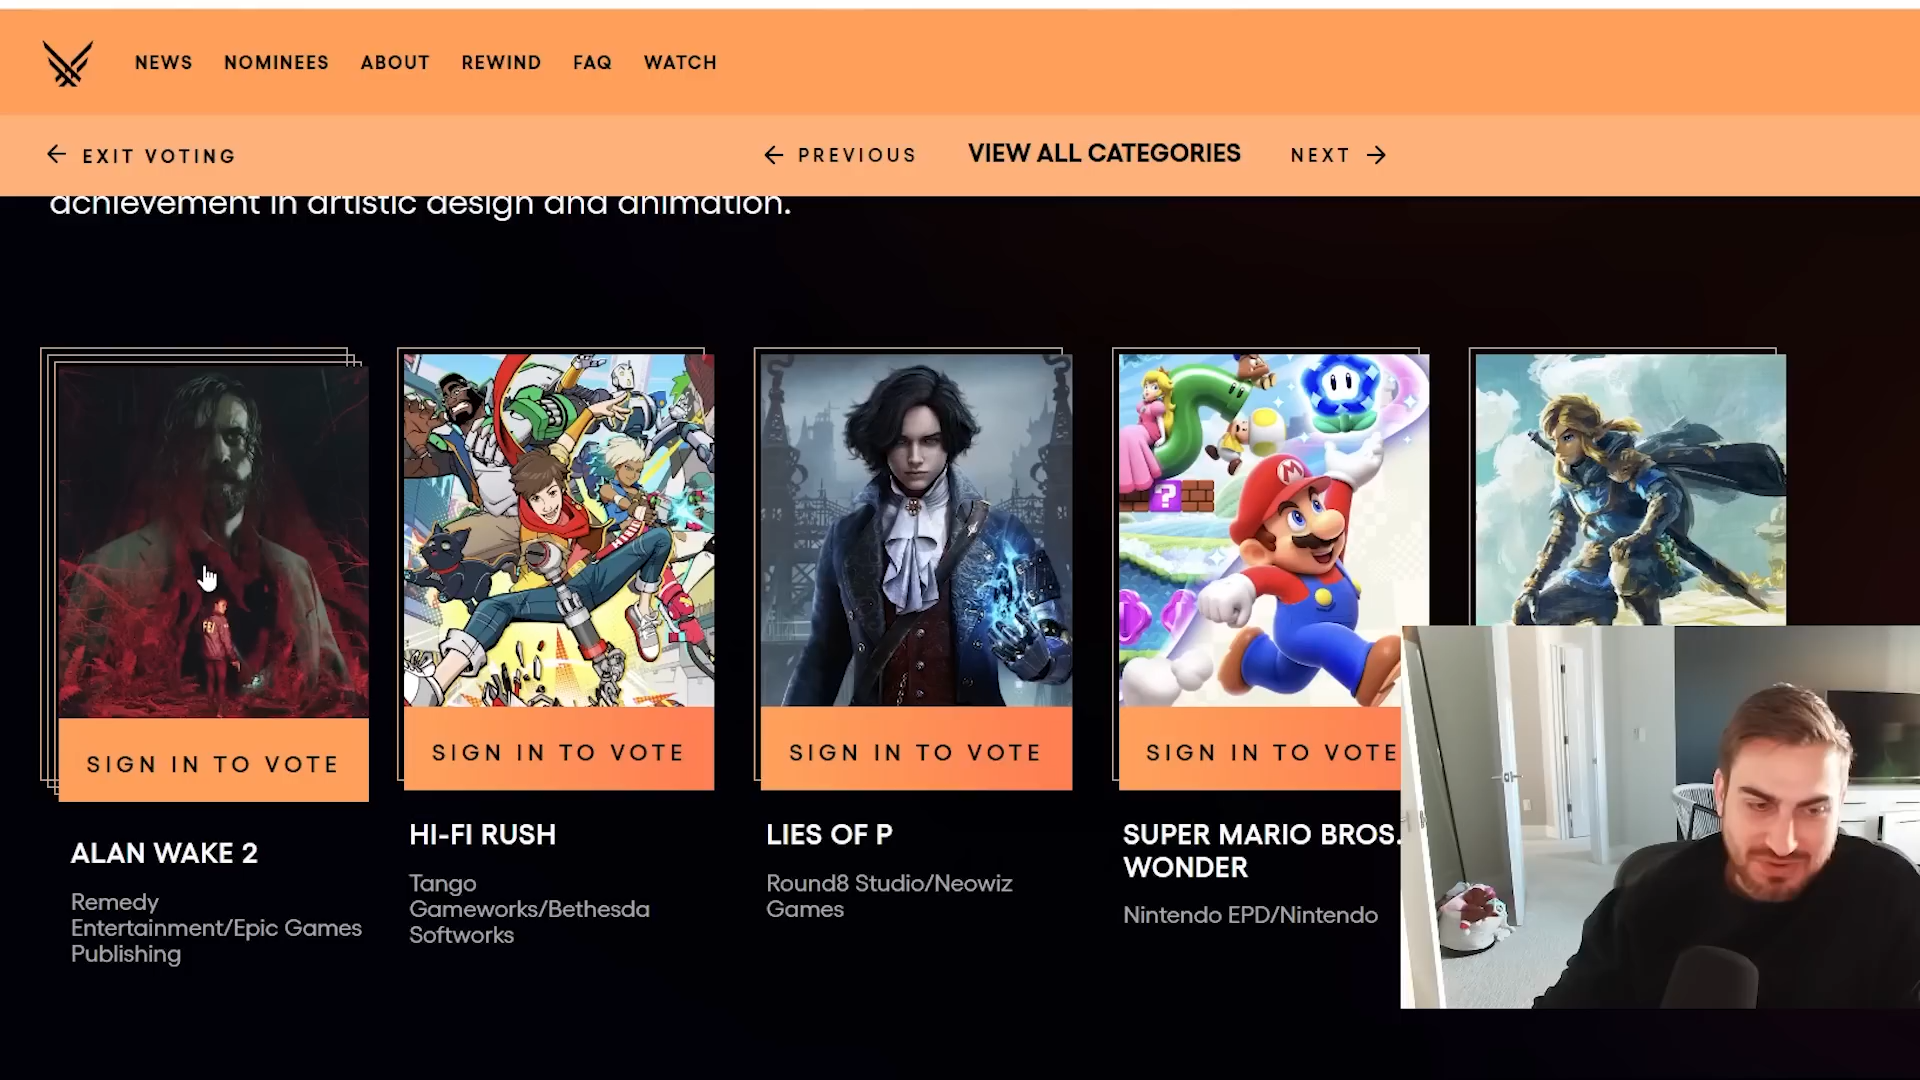 NEWS NOMINEES ABOUT REWIND FAQ WATCH
← EXIT VOTING ← PREVIOUS VIEW ALL CATEGORIES NEXT →
achievement in artistic design and animation.
FBI
M
?
SIGN IN TO VOTE
SIGN IN TO VOTE
SIGN IN TO VOTE
SIGN IN TO VOTE
ALAN WAKE 2
Remedy
Entertainment/Epic Games
Publishing
HI-FI RUSH
Tango
Gameworks/Bethesda
Softworks
LIES OF P
Round8 Studio/Neowiz
Games
SUPER MARIO BROS.
WONDER
Nintendo EPD/Nintendo